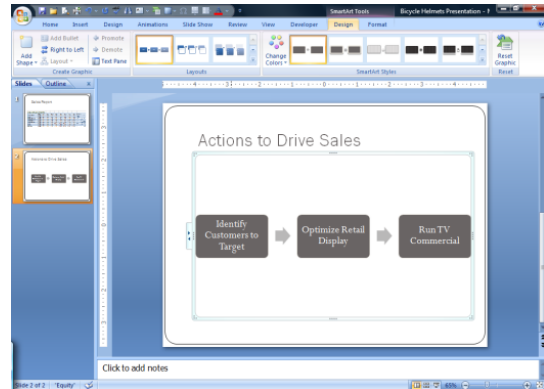 SmartArt Tools
Bicycle Helmets Presentation -
Home Insert Design Animations Slide Show Review View Developer Design Format
Add Shape
Add Bullet
Right to Left
Layout
Promote
Demote
Text Pane
Create Graphic
Layouts
Change Colors
SmartArt Styles
Reset Graphic
Reset
Slides Outline
Actions to Drive Sales
Identify
Customers to
Target
Optimize Retail
Display
Run TV
Commercial
Click to add notes
Slide 2 of 2 "Equity" 65%